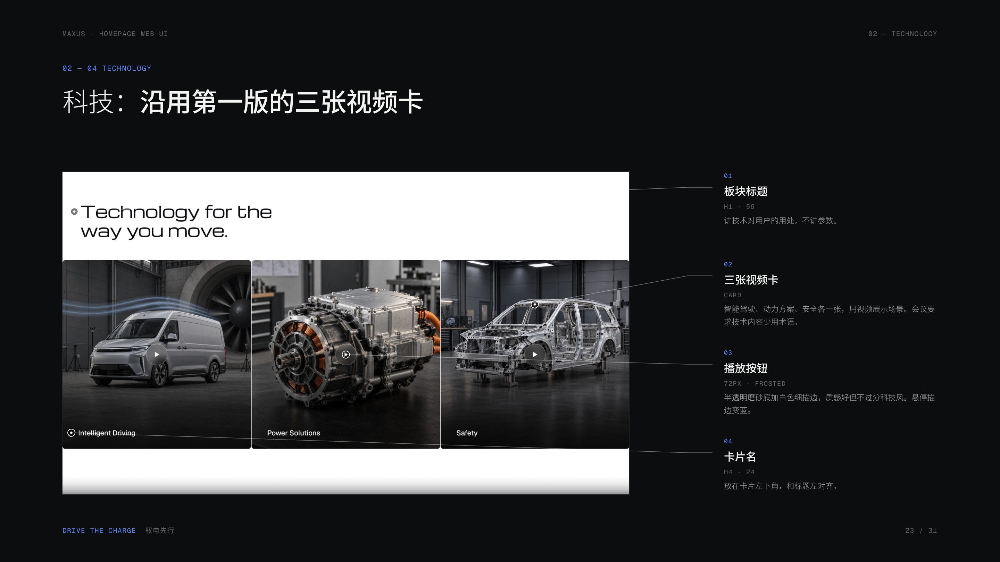 MAXUS · HOMEPAGE WEB UI
02 — TECHNOLOGY
02 — 04 TECHNOLOGY
科技：沿用第一版的三张视频卡
Technology for the
way you move.
Intelligent Driving
Power Solutions
Safety
01
板块标题
H1 · 56
讲技术对用户的用处，不讲参数。
02
三张视频卡
CARD
智能驾驶、动力方案、安全各一张，用视频展示场景。会议要
求技术内容少用术语。
03
播放按钮
72PX · FROSTED
半透明磨砂底加白色细描边，质感好但不过分科技风。悬停描
边变蓝。
04
卡片名
H4 · 24
放在卡片左下角，和标题左对齐。
DRIVE THE CHARGE 驭电先行
23 / 31